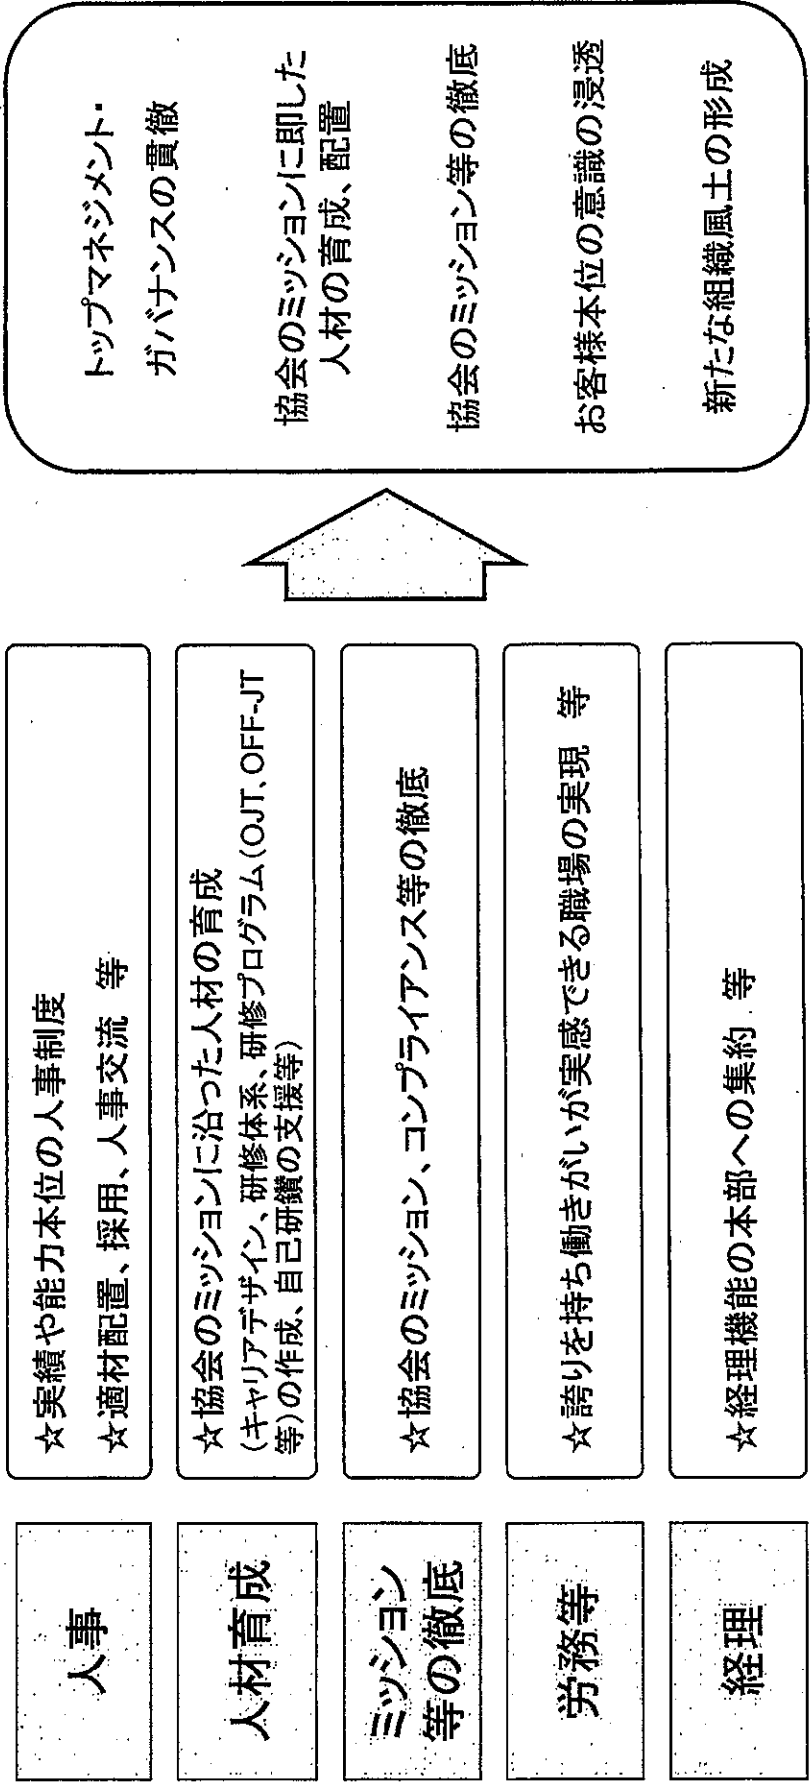 人事
☆実績や能力本位の人事制度
☆適材配置、採用、人事交流 等
人材育成
☆協会のミッションに沿った人材の育成
(キャリアデザイン、研修体系、研修プログラム(OJT、OFF-JT
等)の作成、自己研鑽の支援等)
ミッション
等の徹底
☆協会のミッション、コンプライアンス等の徹底
労務等
☆誇りを持ち働きがいが実感できる職場の実現 等
経理
☆経理機能の本部への集約 等
トップマネジメント・
ガバナンスの貫徹
協会のミッションに即した
人材の育成、配置
協会のミッション等の徹底
お客様本位の意識の浸透
新たな組織風土の形成